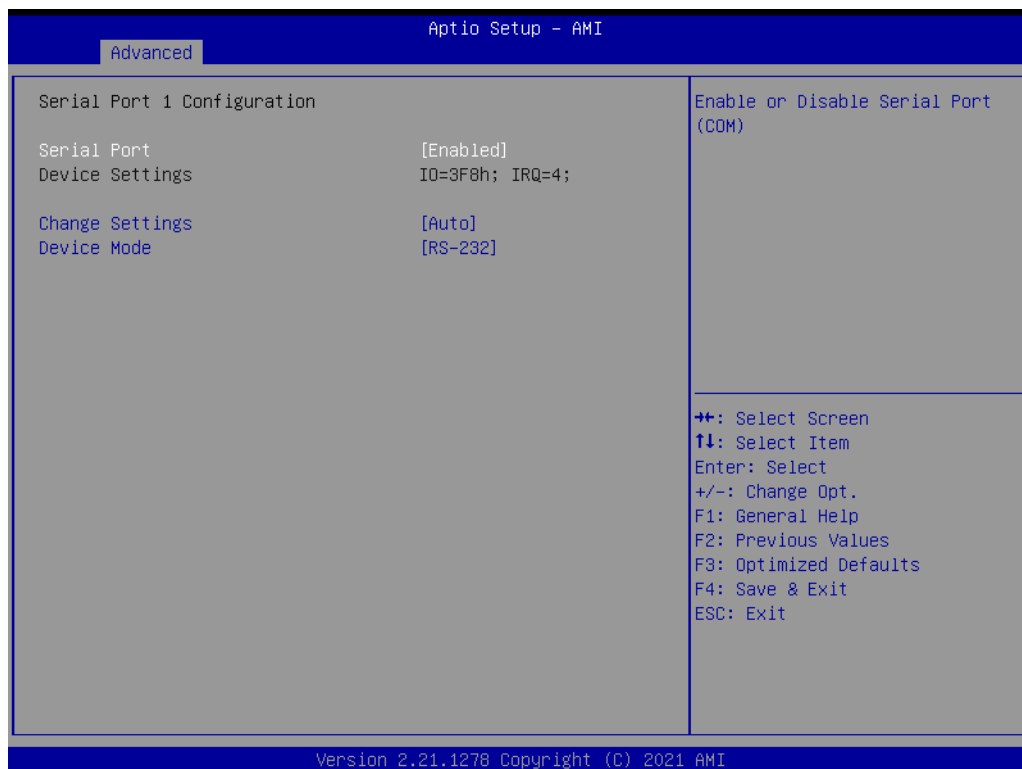 Aptio Setup – AMI
Advanced
Serial Port 1 Configuration
Serial Port [Enabled]
Device Settings IO=3F8h; IRQ=4;
Change Settings [Auto]
Device Mode [RS-232]
Enable or Disable Serial Port
(COM)
→←: Select Screen
↑↓: Select Item
Enter: Select
+/-: Change Opt.
F1: General Help
F2: Previous Values
F3: Optimized Defaults
F4: Save & Exit
ESC: Exit
Version 2.21.1278 Copyright (C) 2021 AMI